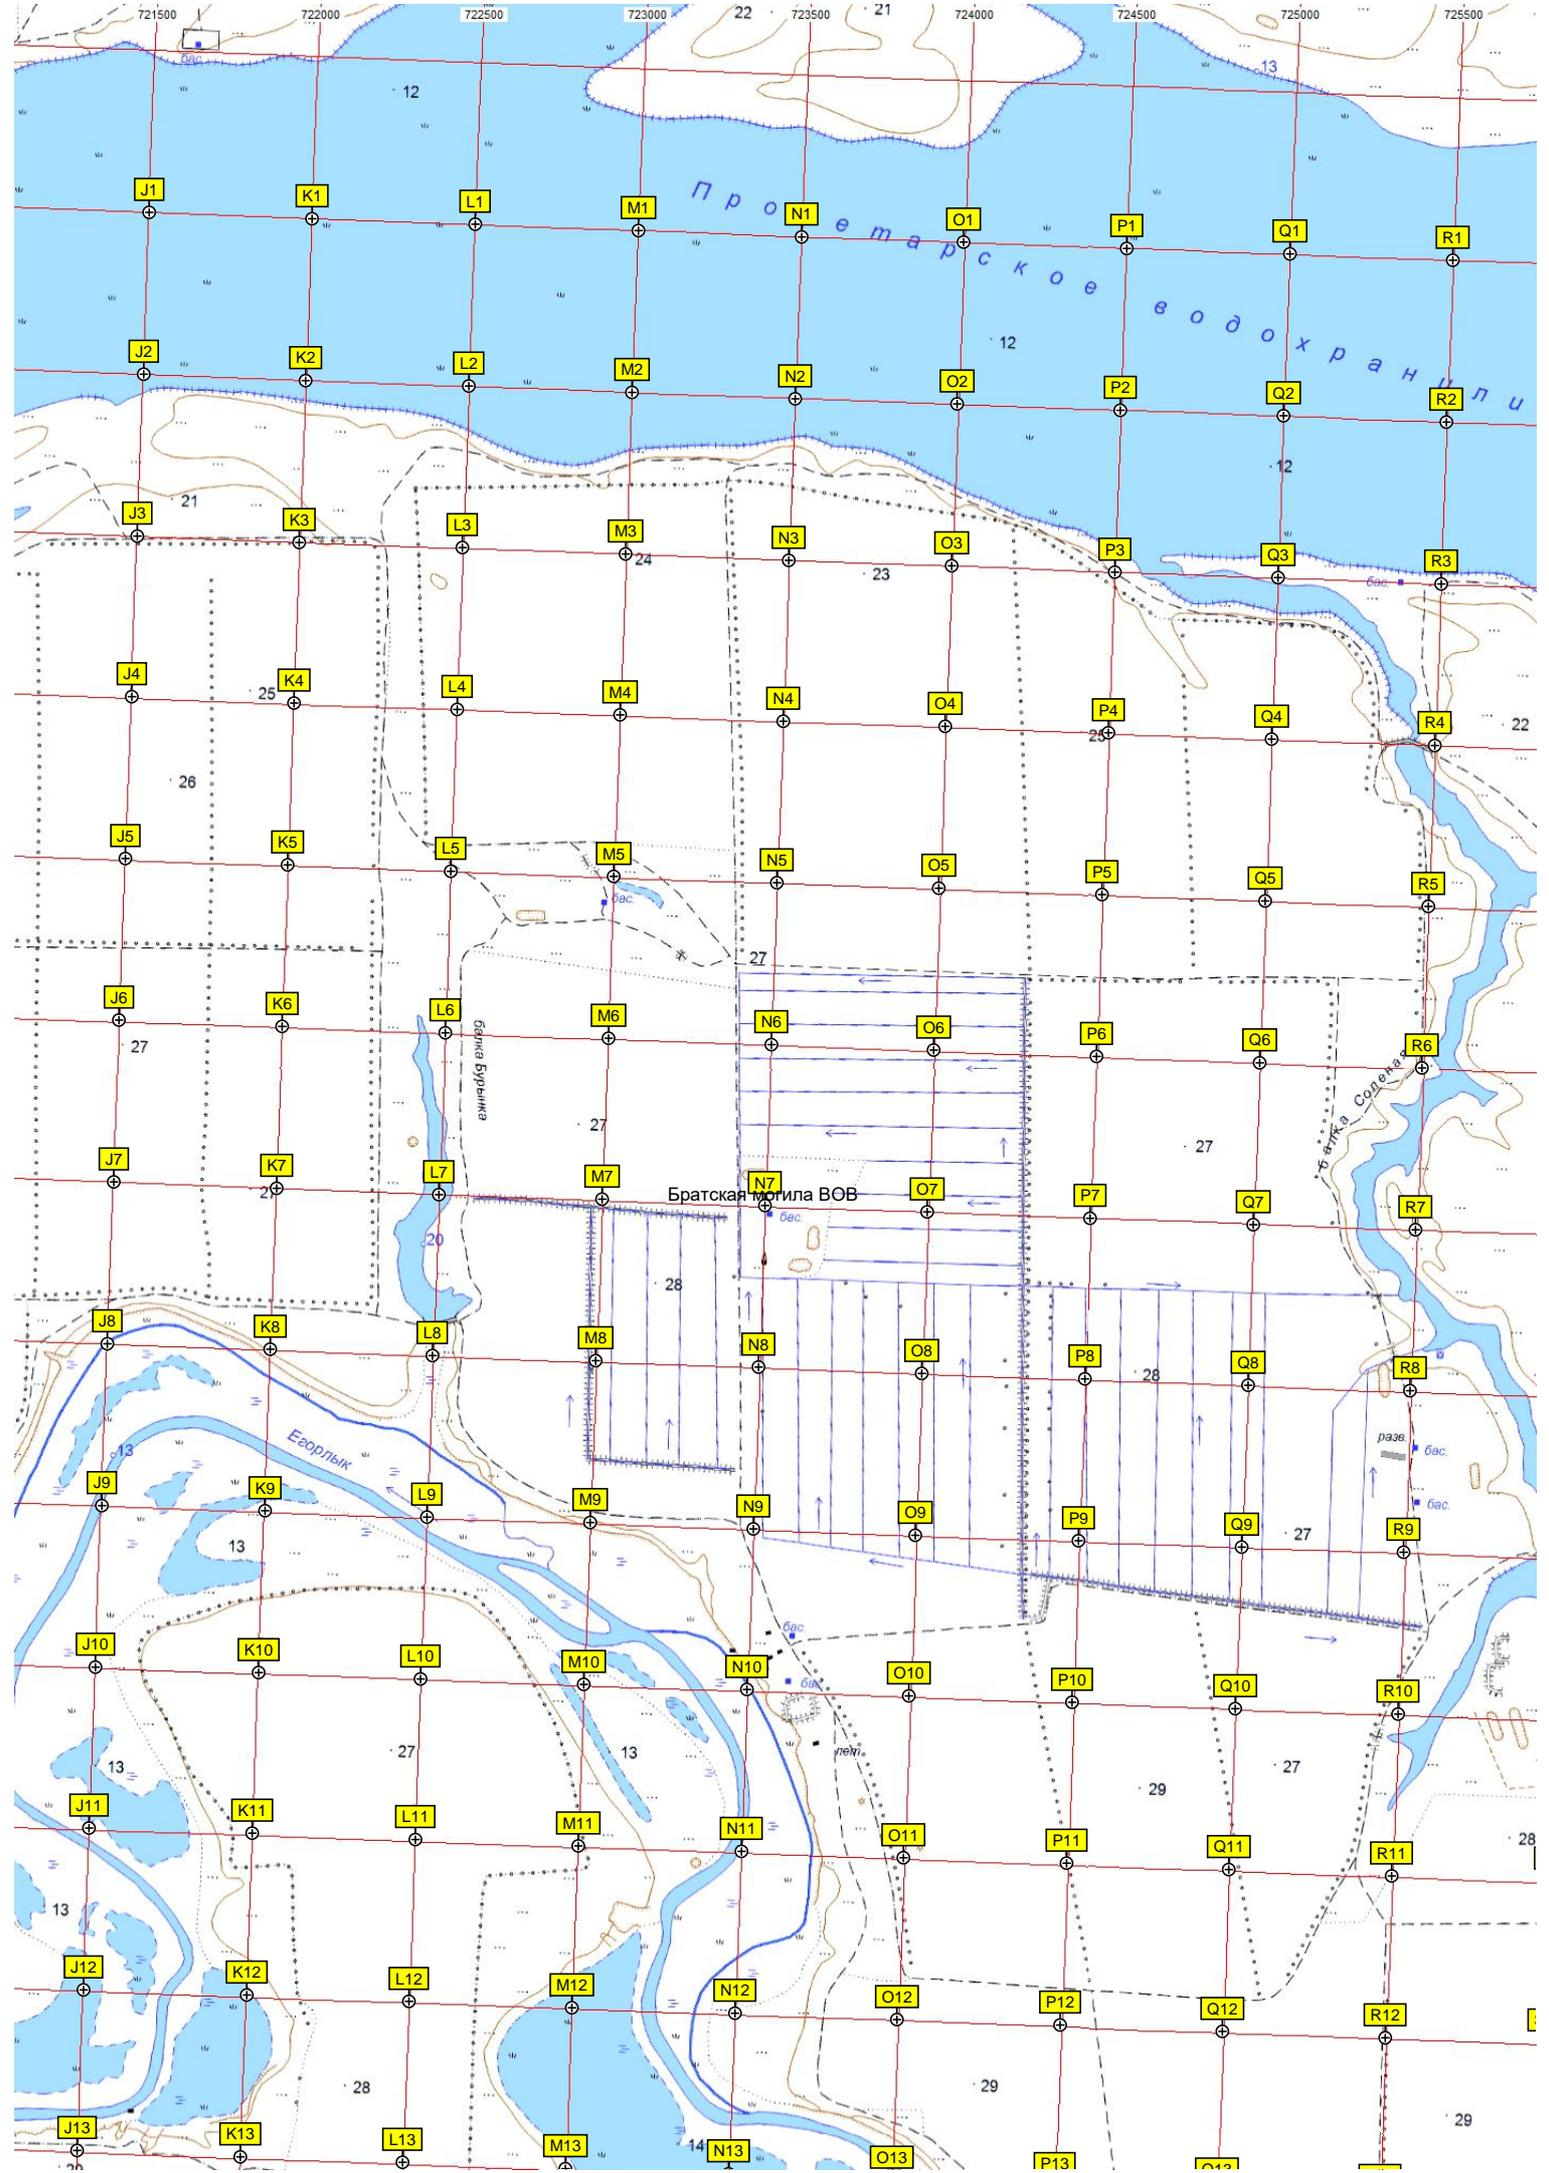 721500 722000 722500 723000 723500 724000 724500 725000 725500
22 21
бас.
13
12
J1 K1 L1 M1 N1 O1 P1 Q1 R1
Пролетарское водохранили
12
J2 K2 L2 M2 N2 O2 P2 Q2 R2
12
21
J3 K3 L3 M3 N3 O3 P3 Q3 R3
24 23
бас.
J4 K4 L4 M4 N4 O4 P4 Q4 R4
25 25 22
26
J5 K5 L5 M5 N5 O5 P5 Q5 R5
бас.
27
J6 K6 L6 M6 N6 O6 P6 Q6 R6
27
балка Бурынка
балка Соленая
27 27
J7 K7 L7 M7 N7 O7 P7 Q7 R7
27
Братская могила ВОВ
бас.
20
28
J8 K8 L8 M8 N8 O8 P8 Q8 R8
28
Егорлык
13
разв.
бас.
J9 K9 L9 M9 N9 O9 P9 Q9 R9
бас.
13 27
J10 K10 L10 M10 N10 O10 P10 Q10 R10
бас.
бас.
27 13 лет.
13 29 27
J11 K11 L11 M11 N11 O11 P11 Q11 R11
28
13
J12 K12 L12 M12 N12 O12 P12 Q12 R12
28 29
29
J13 K13 L13 M13 N13 O13 P13 Q13
14